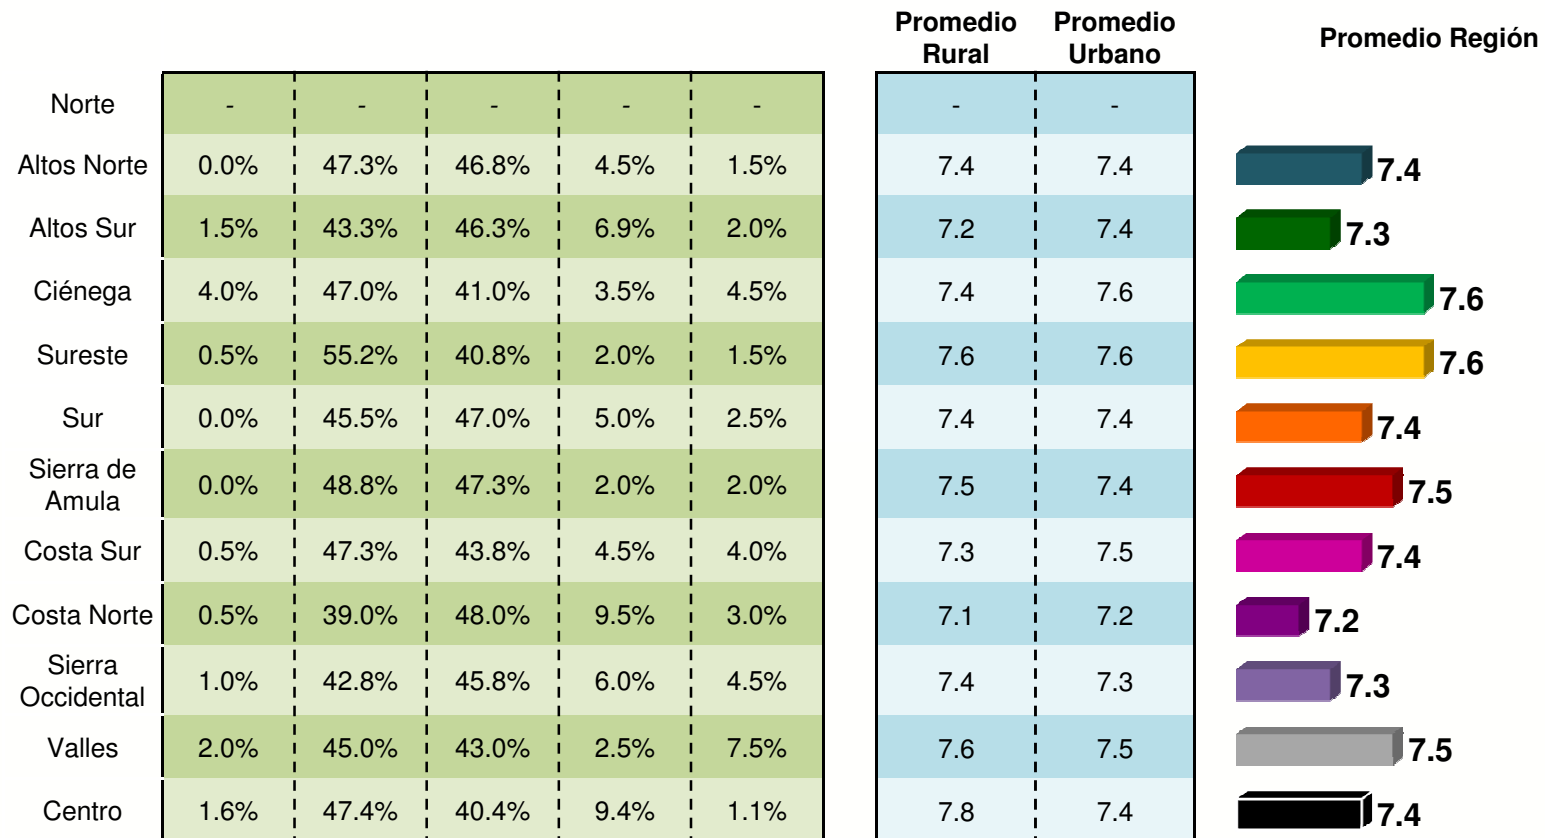 Promedio Rural Promedio Urbano Promedio Región
Norte - - - - - - -
Altos Norte 0.0% 47.3% 46.8% 4.5% 1.5% 7.4 7.4 7.4
Altos Sur 1.5% 43.3% 46.3% 6.9% 2.0% 7.2 7.4 7.3
Ciénega 4.0% 47.0% 41.0% 3.5% 4.5% 7.4 7.6 7.6
Sureste 0.5% 55.2% 40.8% 2.0% 1.5% 7.6 7.6 7.6
Sur 0.0% 45.5% 47.0% 5.0% 2.5% 7.4 7.4 7.4
Sierra de Amula 0.0% 48.8% 47.3% 2.0% 2.0% 7.5 7.4 7.5
Costa Sur 0.5% 47.3% 43.8% 4.5% 4.0% 7.3 7.5 7.4
Costa Norte 0.5% 39.0% 48.0% 9.5% 3.0% 7.1 7.2 7.2
Sierra Occidental 1.0% 42.8% 45.8% 6.0% 4.5% 7.4 7.3 7.3
Valles 2.0% 45.0% 43.0% 2.5% 7.5% 7.6 7.5 7.5
Centro 1.6% 47.4% 40.4% 9.4% 1.1% 7.8 7.4 7.4